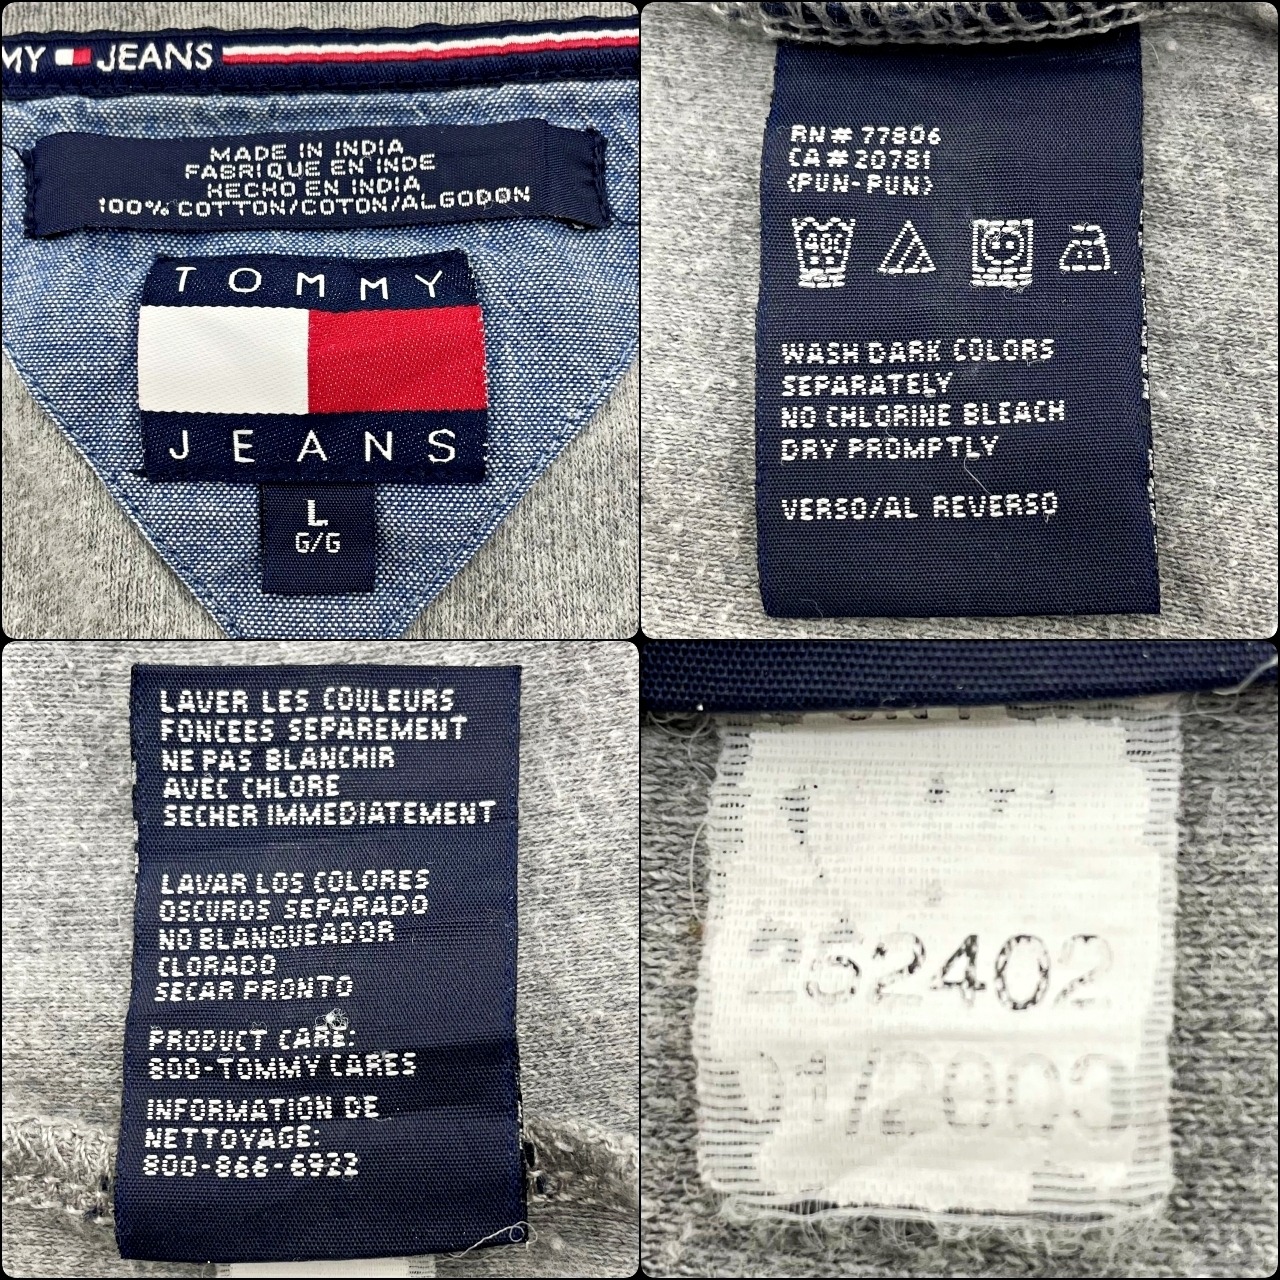 MY JEANS
MADE IN INDIA
FABRIQUE EN INDE
HECHO EN INDIA
100% COTTON/COTON/ALGODON
TOMMY
JEANS
L
G/G
RN# 77806
CA# 20781
(PUN-PUN)
40C
WASH DARK COLORS
SEPARATELY
NO CHLORINE BLEACH
DRY PROMPTLY
VERSO/AL REVERSO
LAVER LES COULEURS
FONCEES SEPAREMENT
NE PAS BLANCHIR
AVEC CHLORE
SECHER IMMEDIATEMENT
LAVAR LOS COLORES
OSCUROS SEPARADO
NO BLANQUEADOR
CLORADO
SECAR PRONTO
PRODUCT CARE:
800-TOMMY CARES
INFORMATION DE
NETTOYAGE:
800-866-6922
252402